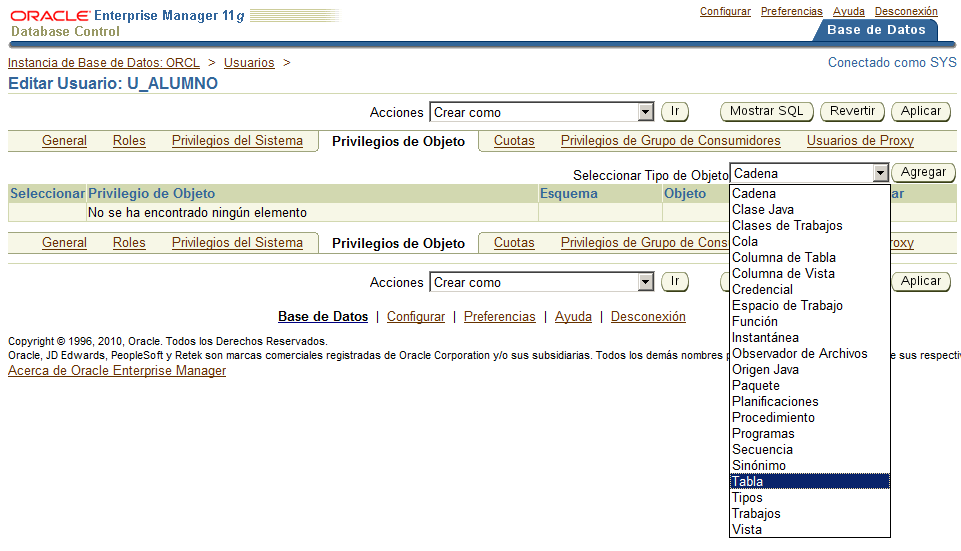 ORACLE Enterprise Manager 11g
Database Control
Configurar Preferencias Ayuda Desconexión
Base de Datos
Instancia de Base de Datos: ORCL > Usuarios >
Conectado como SYS
Editar Usuario: U_ALUMNO
Acciones Crear como Ir Mostrar SQL Revertir Aplicar
General Roles Privilegios del Sistema Privilegios de Objeto Cuotas Privilegios de Grupo de Consumidores Usuarios de Proxy
Seleccionar Tipo de Objeto Cadena Agregar
Seleccionar Privilegio de Objeto Esquema Objeto ar
No se ha encontrado ningún elemento
Cadena
Clase Java
Clases de Trabajos
Cola
Columna de Tabla
Columna de Vista
Credencial
Espacio de Trabajo
Función
Instantánea
Observador de Archivos
Origen Java
Paquete
Planificaciones
Procedimiento
Programas
Secuencia
Sinónimo
Tabla
Tipos
Trabajos
Vista
General Roles Privilegios del Sistema Privilegios de Objeto Cuotas Privilegios de Grupo de Cons roxy
Acciones Crear como Ir Aplicar
Base de Datos | Configurar | Preferencias | Ayuda | Desconexión
Copyright © 1996, 2010, Oracle. Todos los Derechos Reservados.
Oracle, JD Edwards, PeopleSoft y Retek son marcas comerciales registradas de Oracle Corporation y/o sus subsidiarias. Todos los demás nombres p e sus respecti
Acerca de Oracle Enterprise Manager